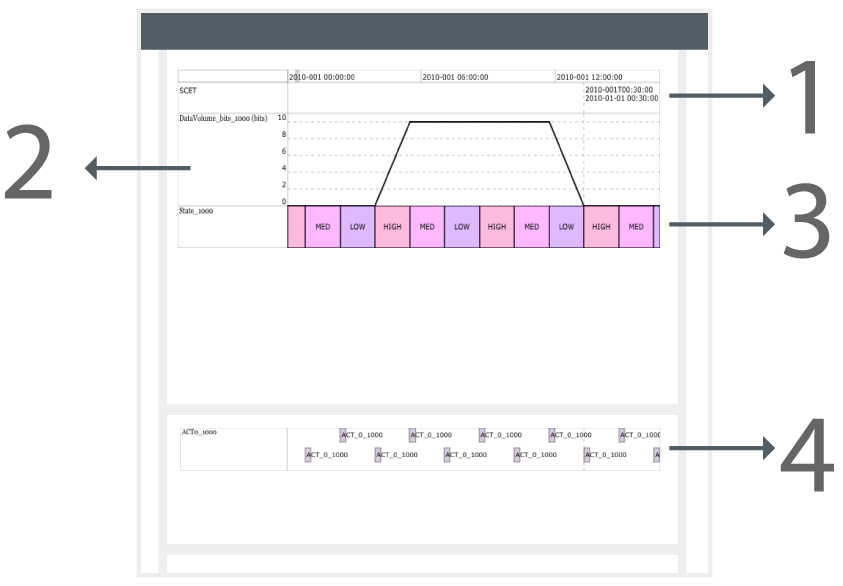 2010-001 00:00:00 2010-001 06:00:00 2010-001 12:00:00
SCET 2010-001T00:30:00
2010-01-01 00:30:00
1
DataVolume_bits_1000 (bits) 10
8
6
4
2
0
2
State_1000 MED LOW HIGH MED LOW HIGH MED LOW HIGH MED
3
ACT0_1000 ACT_0_1000 ACT_0_1000 ACT_0_1000 ACT_0_1000 ACT_0_1000
ACT_0_1000 ACT_0_1000 ACT_0_1000 ACT_0_1000 ACT_0_1000 A
4